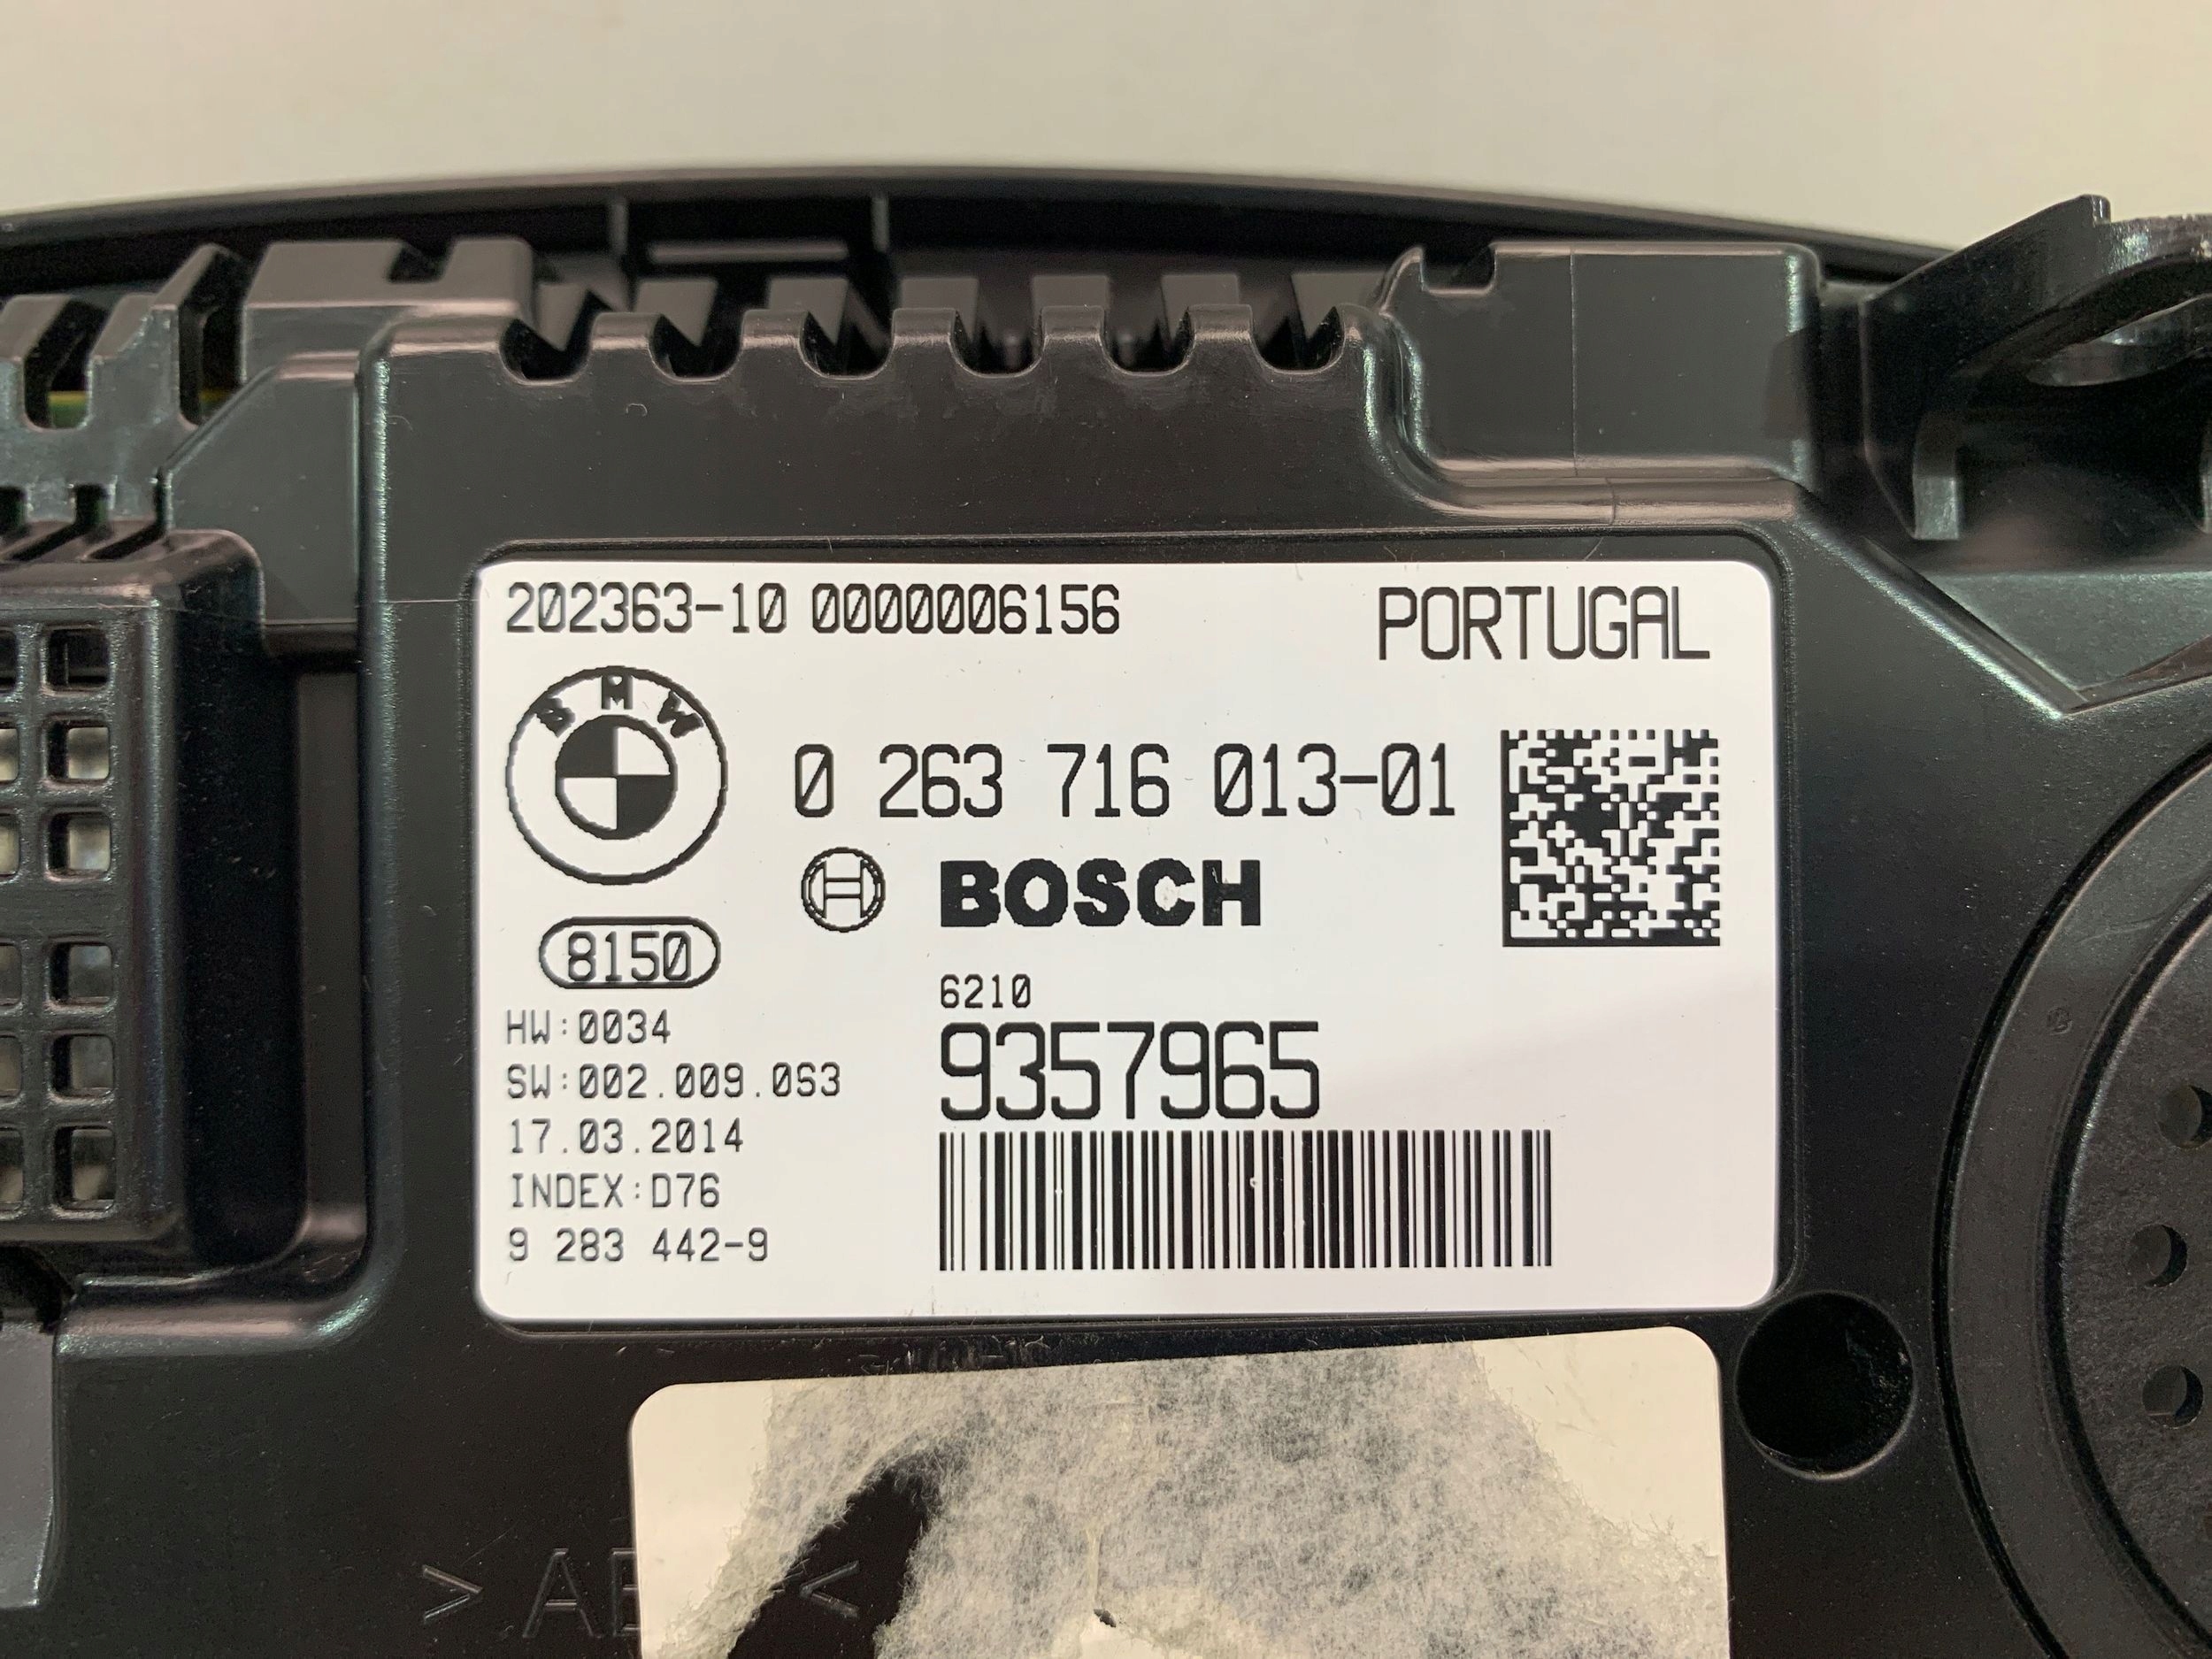 202363-10 0000006156
PORTUGAL
BMW
0 263 716 013-01
BOSCH
8150
6210
9357965
HW:0034
SW:002.009.0S3
17.03.2014
INDEX:D76
9 283 442-9